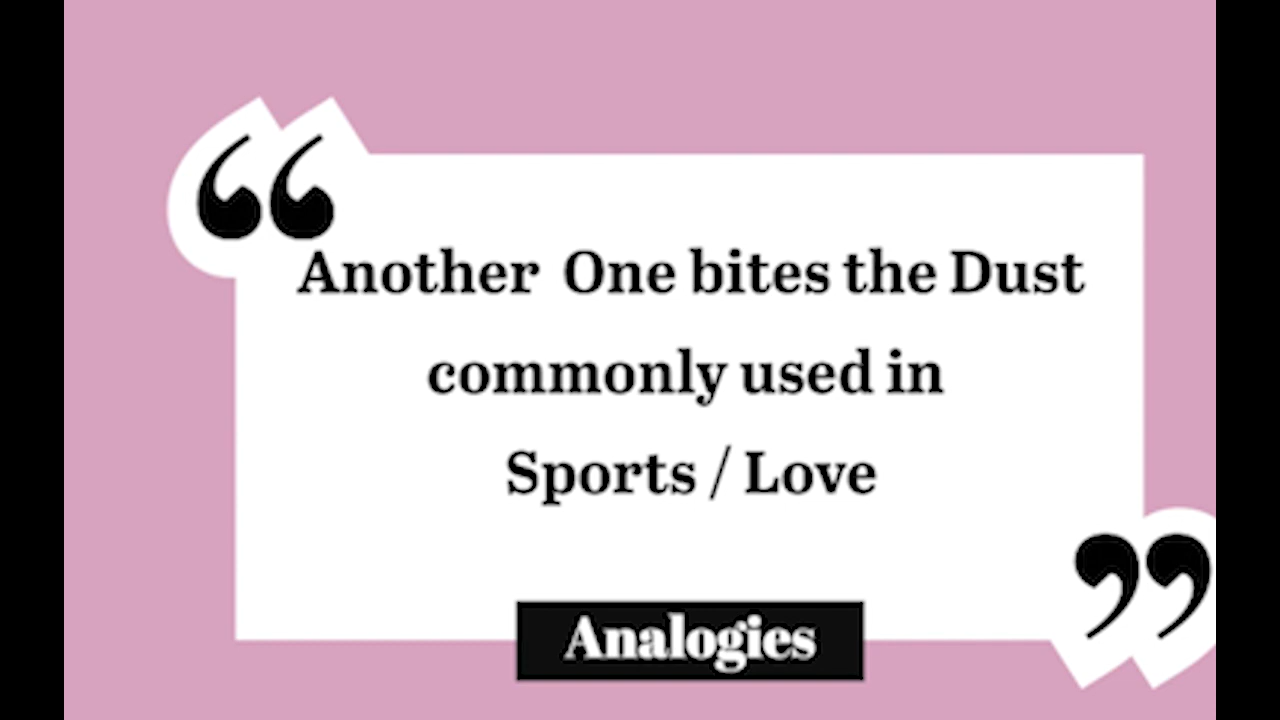 “
Another One bites the Dust
commonly used in
Sports / Love
”
Analogies